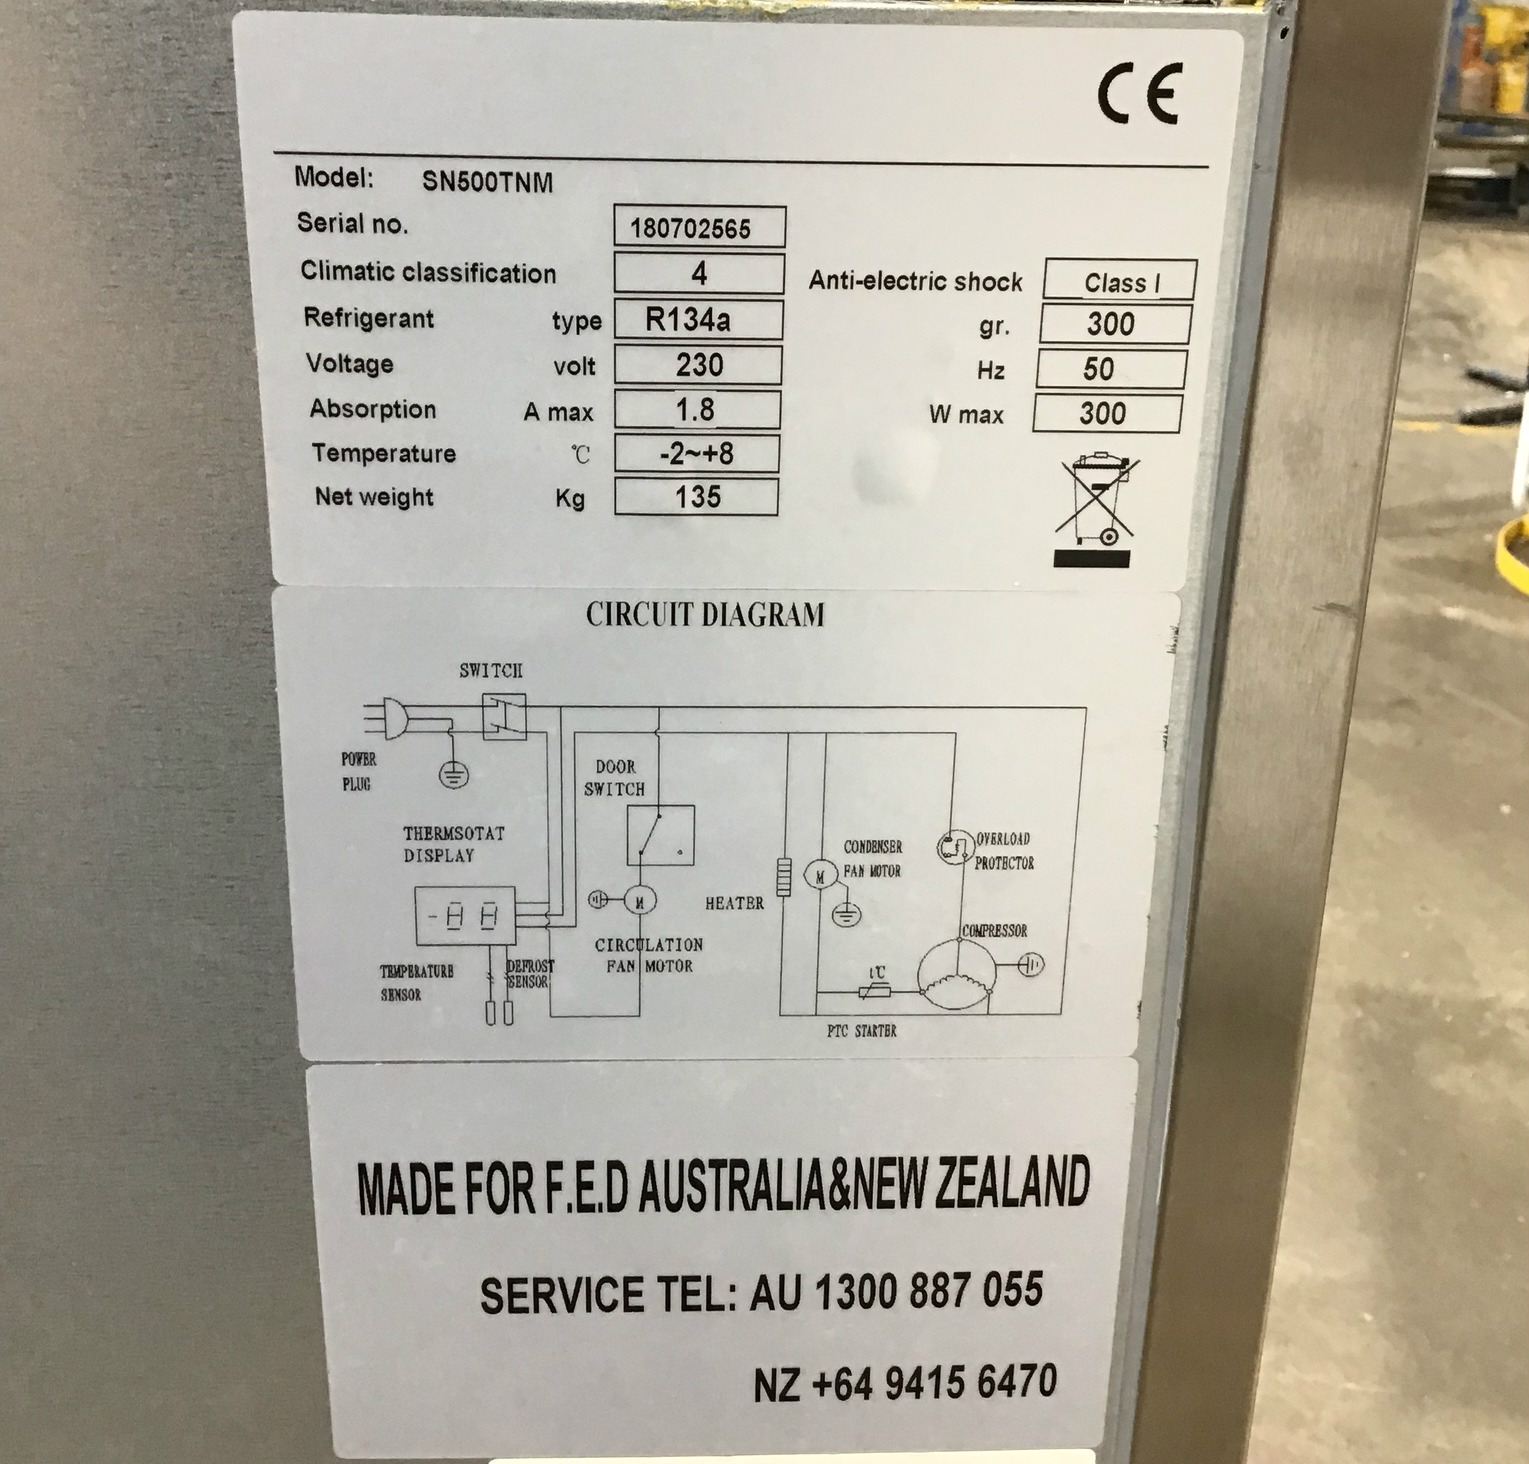 CE
Model: SN500TNM
Serial no. 180702565
Climatic classification 4 Anti-electric shock Class I
Refrigerant type R134a gr. 300
Voltage volt 230 Hz 50
Absorption A max 1.8 W max 300
Temperature ℃ -2~+8
Net weight Kg 135
CIRCUIT DIAGRAM
SWITCH
POWER
PLUG
DOOR
SWITCH
THERMSOTAT
DISPLAY
-88
TEMPERATURE
SENSOR
DEFROST
SENSOR
M
CIRCULATION
FAN MOTOR
HEATER
M
CONDENSER
FAN MOTOR
OVERLOAD
PROTECTOR
COMPRESSOR
t℃
PTC STARTER
MADE FOR F.E.D AUSTRALIA&NEW ZEALAND
SERVICE TEL: AU 1300 887 055
NZ +64 9415 6470